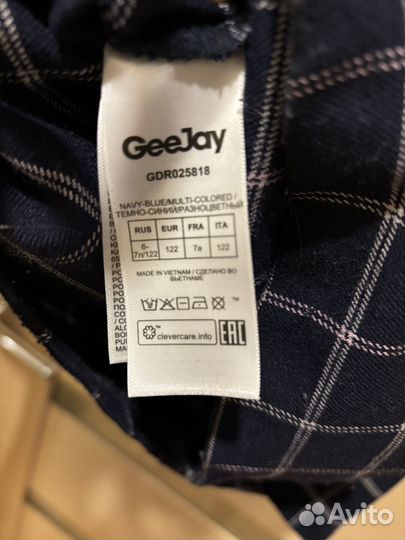 GeeJay
GDR025818
NAVY-BLUE/MULTI-COLORED /
ТЕМНО-СИНИЙ/РАЗНОЦВЕТНЫЙ
RUS EUR FRA ITA
6-7л/122 122 7a 122
MADE IN VIETNAM / СДЕЛАНО ВО
ВЬЕТНАМЕ
clevercare.info EAC
Avito